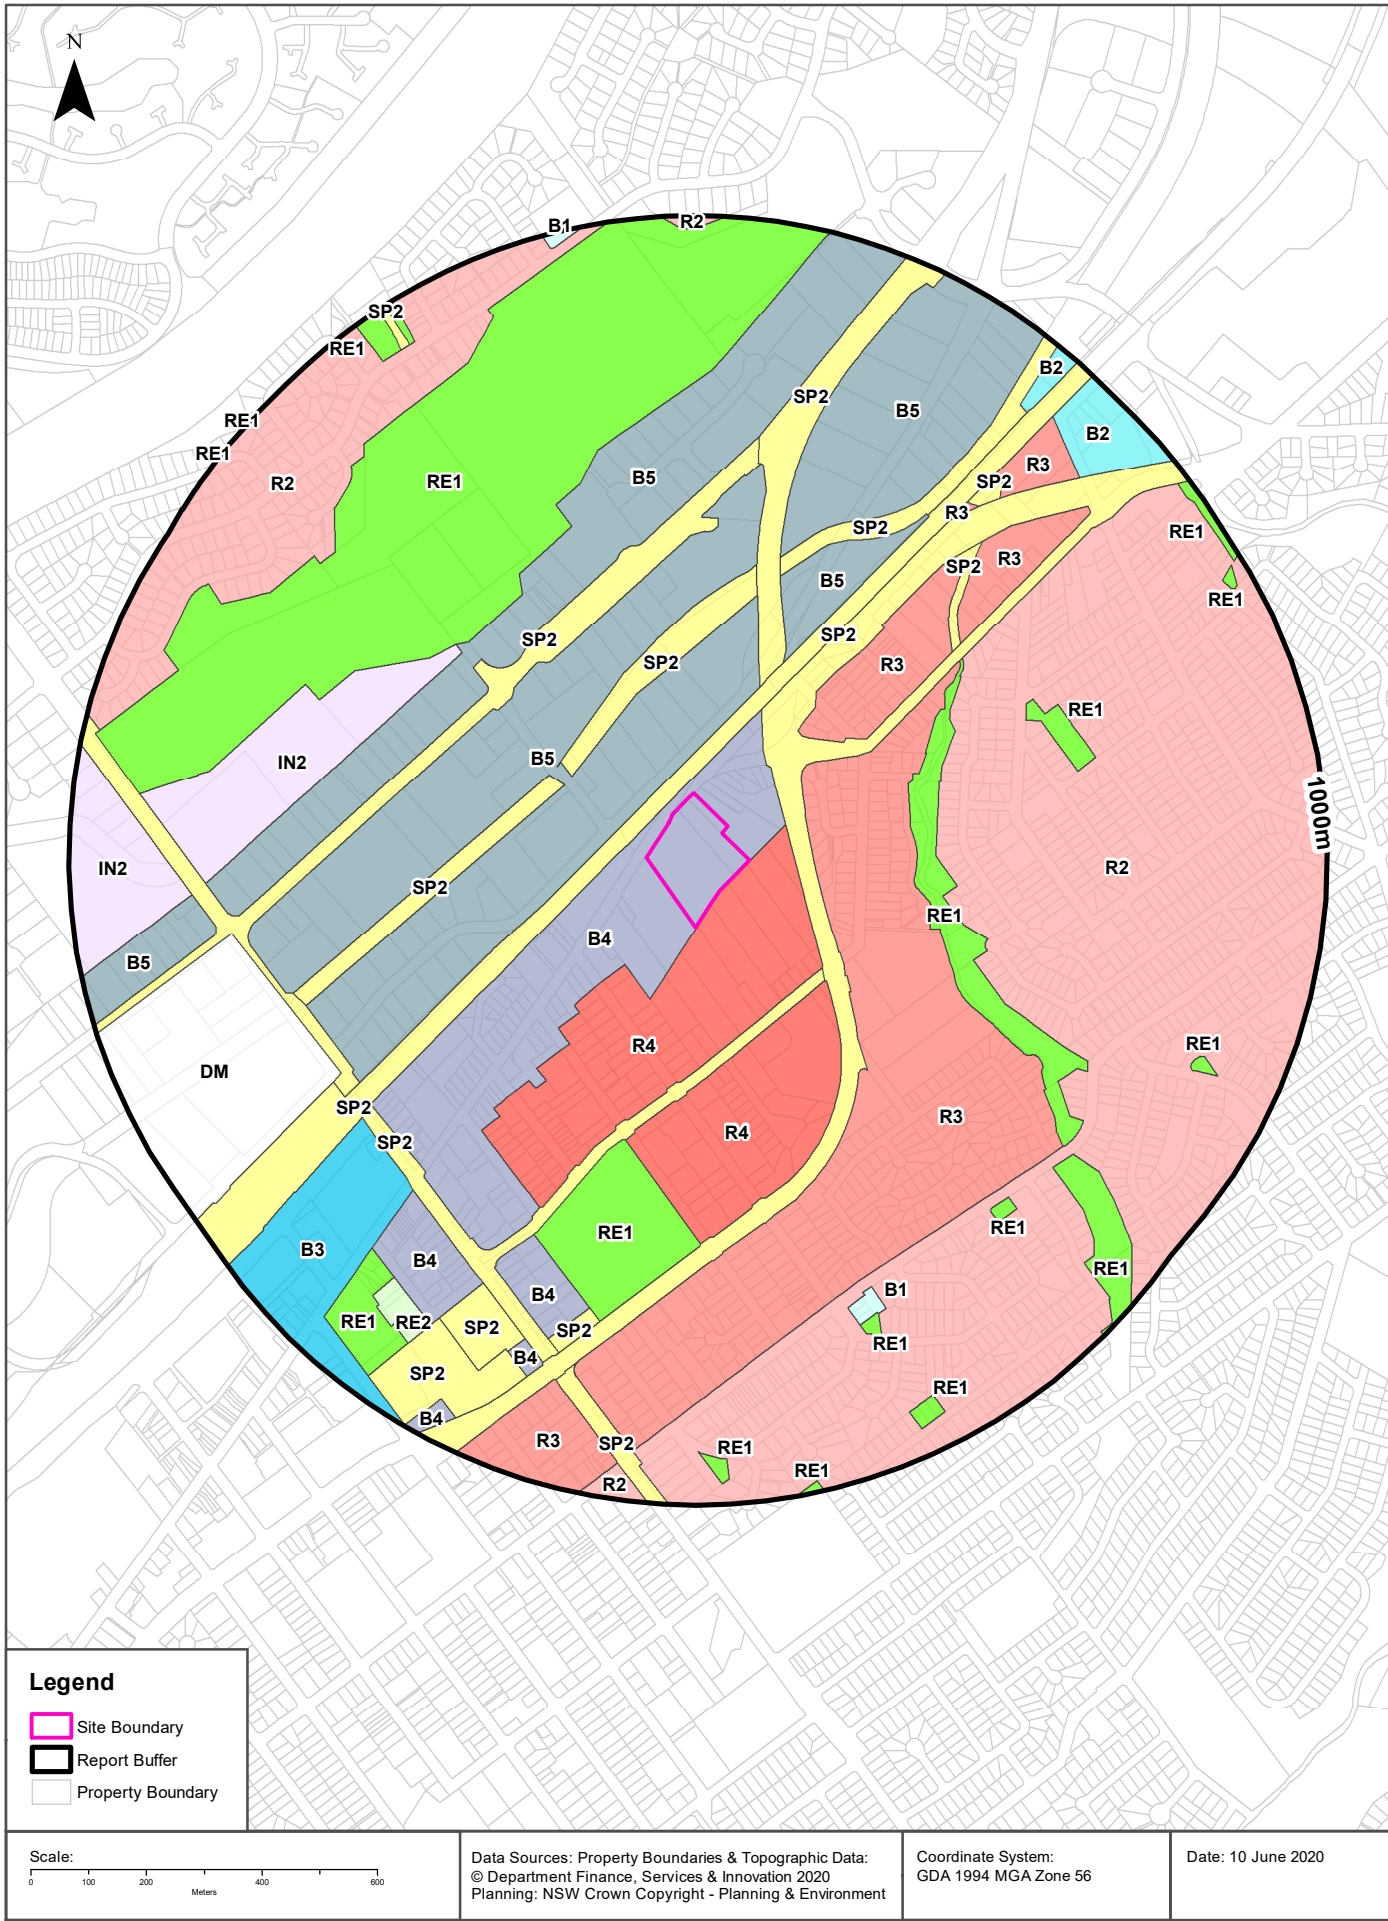 N
B1
R2
SP2
RE1
B2
SP2
B5
RE1
B2
RE1
R3
B5
RE1
SP2
R2
R3
SP2
RE1
R3
SP2
B5
RE1
SP2
SP2
SP2
R3
RE1
B5
IN2
1000m
IN2
R2
SP2
RE1
B4
B5
RE1
R4
DM
SP2
R3
R4
SP2
RE1
RE1
B3
B4
RE1
B1
B4
RE1
RE2
SP2
SP2
RE1
B4
SP2
RE1
B4
R3
SP2
RE1
RE1
R2
Legend
Site Boundary
Report Buffer
Property Boundary
Scale:
0 100 200 400 600
Meters
Data Sources: Property Boundaries & Topographic Data:
© Department Finance, Services & Innovation 2020
Planning: NSW Crown Copyright - Planning & Environment
Coordinate System:
GDA 1994 MGA Zone 56
Date: 10 June 2020